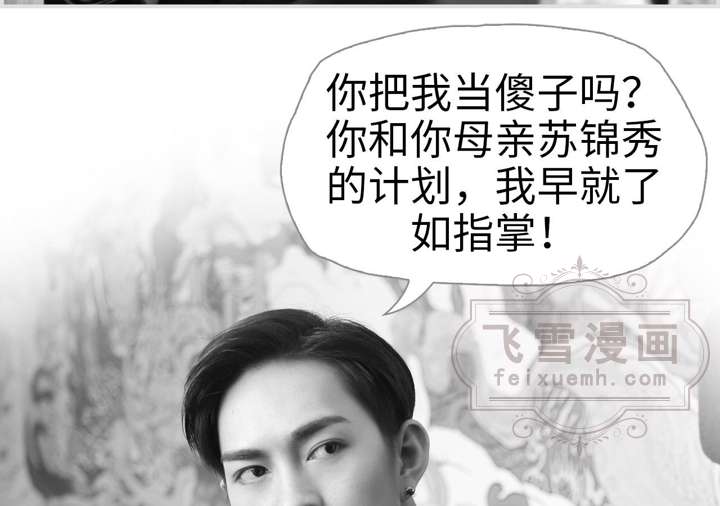 你把我当傻子吗？
你和你母亲苏锦秀
的计划，我早就了
如指掌！
飞雪漫画
feixuemh.com